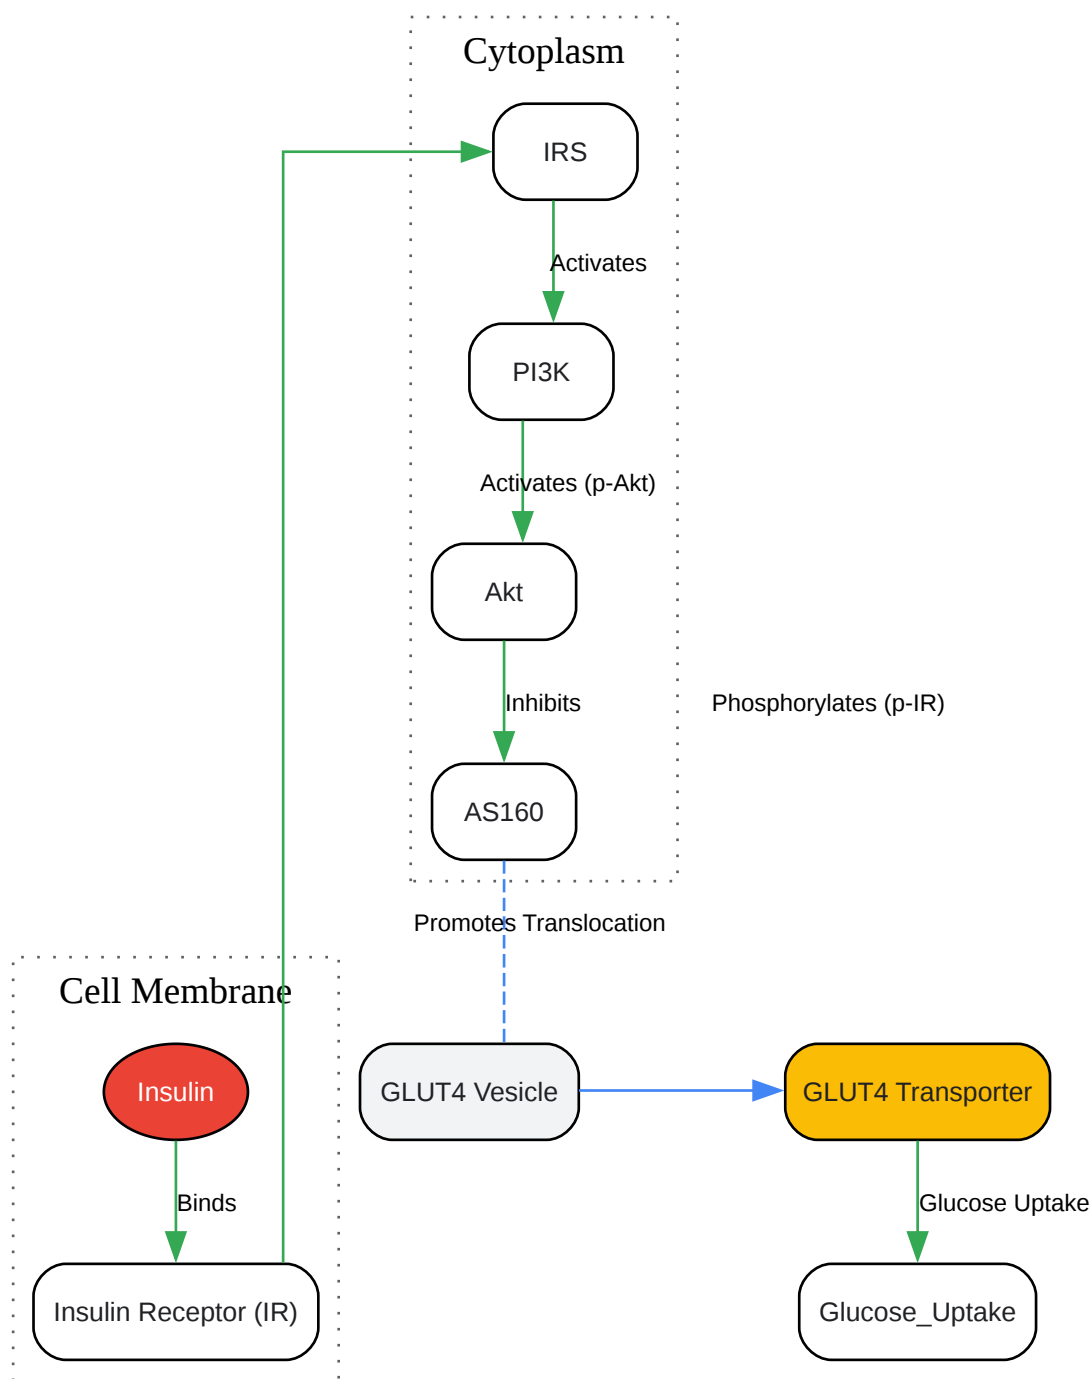 Cytoplasm
IRS
Activates
PI3K
Activates (p-Akt)
Akt
Inhibits
Phosphorylates (p-IR)
AS160
Promotes Translocation
Cell Membrane
Insulin
GLUT4 Vesicle
GLUT4 Transporter
Binds
Glucose Uptake
Insulin Receptor (IR)
Glucose_Uptake